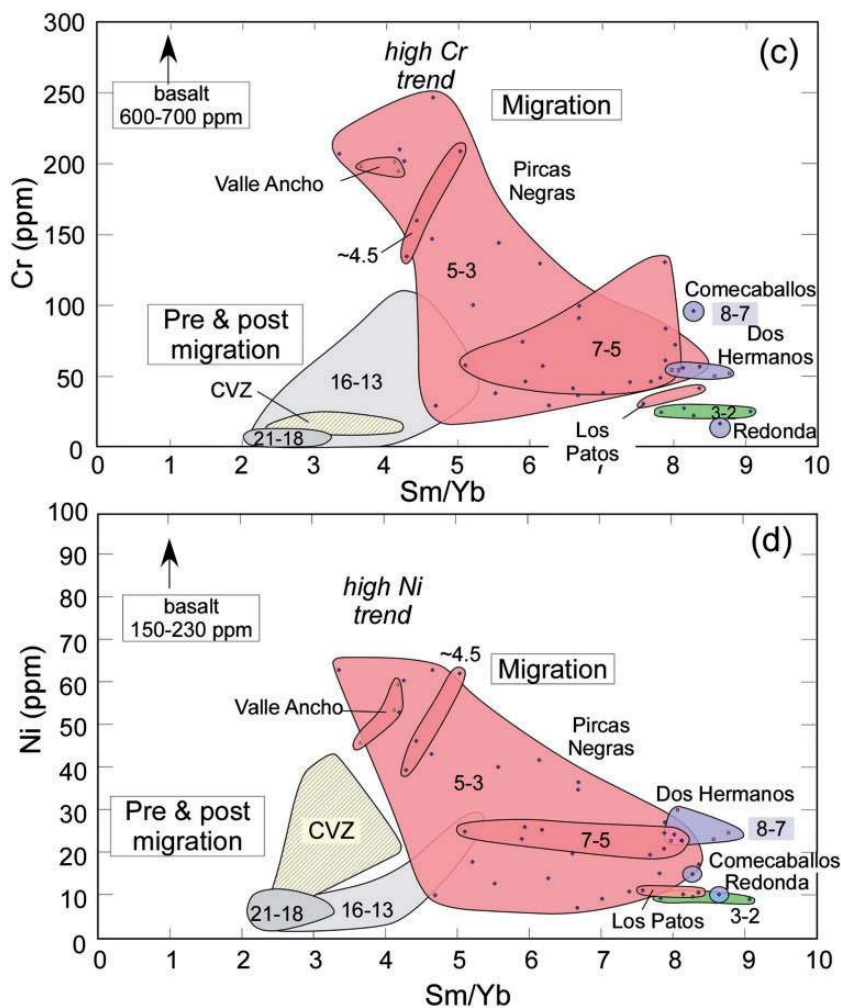 (c)
300
250
200
150
100
50
0
Cr (ppm)
basalt
600-700 ppm
high Cr
trend
Migration
Valle Ancho
Pircas
Negras
~4.5
5-3
Comecaballos
8-7
Dos
Hermanos
Pre & post
migration
16-13
7-5
CVZ
21-18
3-2
Los
Patos
Redonda
0 1 2 3 4 5 6 7 8 9 10
Sm/Yb
(d)
100
90
80
70
60
50
40
30
20
10
0
Ni (ppm)
basalt
150-230 ppm
high Ni
trend
~4.5
Migration
Valle Ancho
Pircas
Negras
5-3
Dos Hermanos
8-7
Pre & post
migration
CVZ
7-5
Comecaballos
Redonda
21-18
16-13
Los Patos
3-2
0 1 2 3 4 5 6 7 8 9 10
Sm/Yb